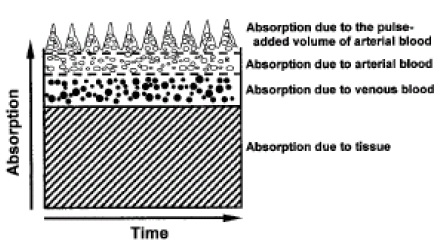 Absorption due to the pulse-
added volume of arterial blood
Absorption due to arterial blood
Absorption due to venous blood
Absorption due to tissue
Absorption
Time